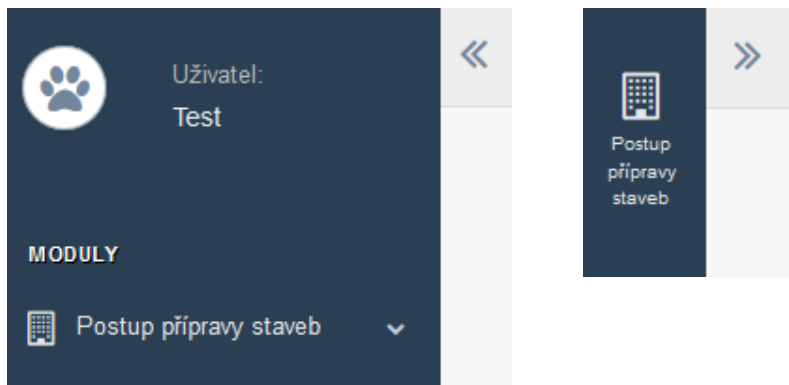 Uživatel:
Test
MODULY
Postup přípravy staveb
Postup
přípravy
staveb